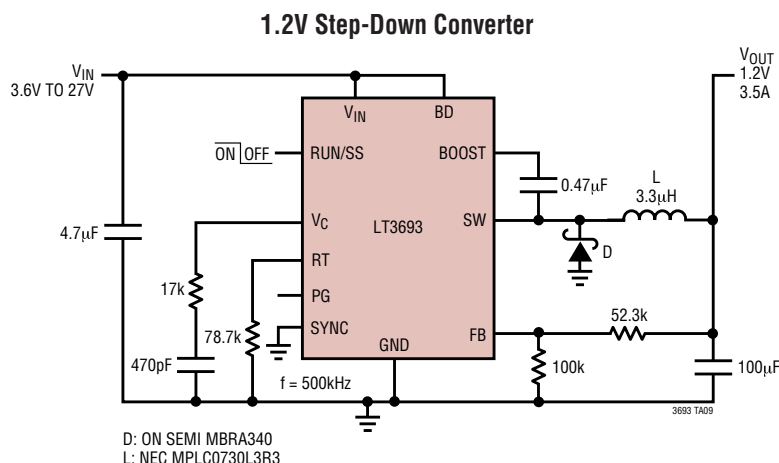 1.2V Step-Down Converter
VIN
3.6V TO 27V
VOUT
1.2V
3.5A
VIN
BD
ON OFF
RUN/SS
BOOST
0.47µF
L
3.3µH
VC
LT3693
SW
4.7µF
D
RT
17k
PG
52.3k
78.7k
SYNC
FB
GND
470pF
f = 500kHz
100k
100µF
3693 TA09
D: ON SEMI MBRA340
L: NEC MPLC0730L3R3